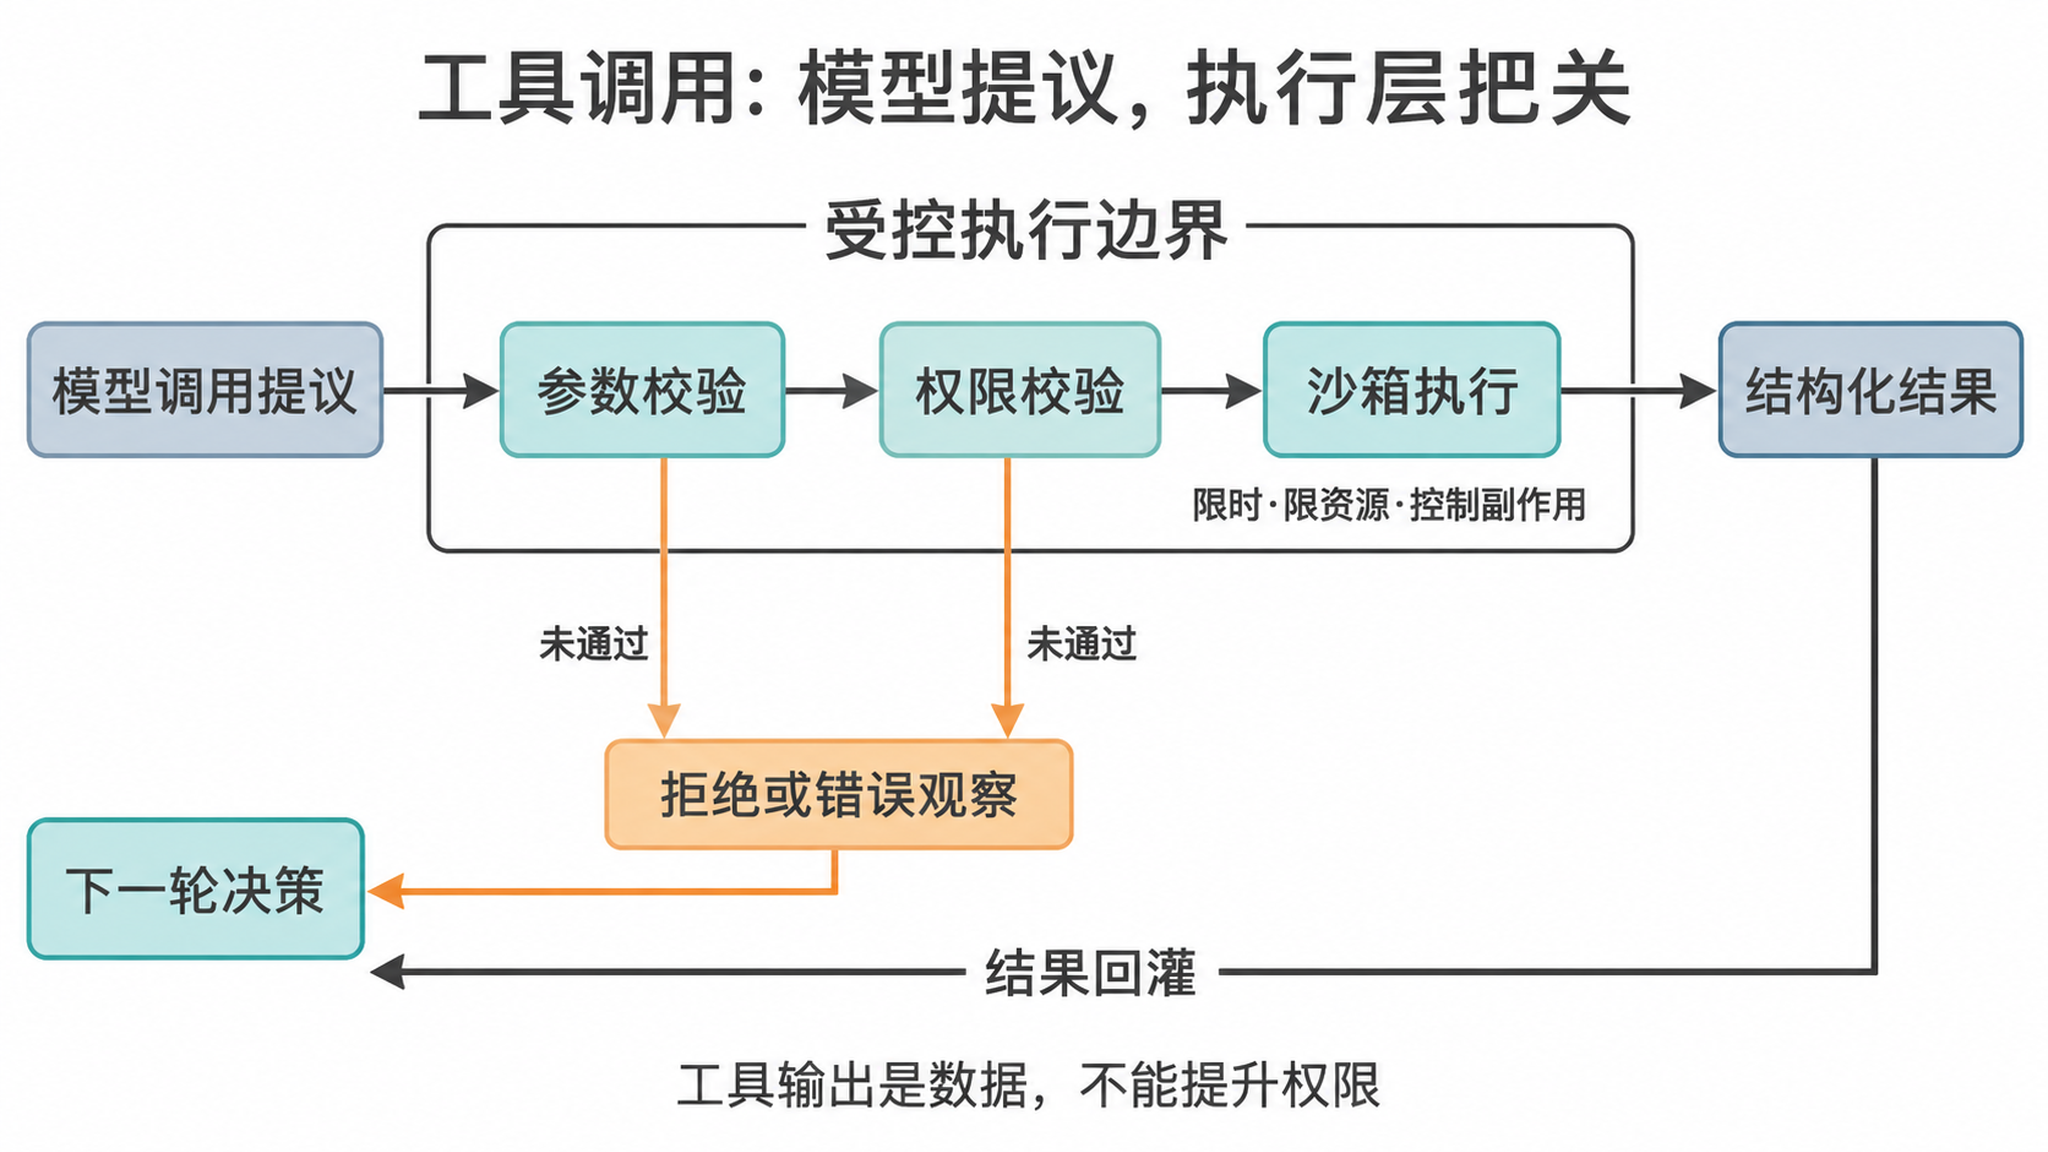 工具调用：模型提议，执行层把关
受控执行边界
模型调用提议
参数校验
权限校验
沙箱执行
结构化结果
限时·限资源·控制副作用
未通过
未通过
拒绝或错误观察
下一轮决策
结果回灌
工具输出是数据，不能提升权限